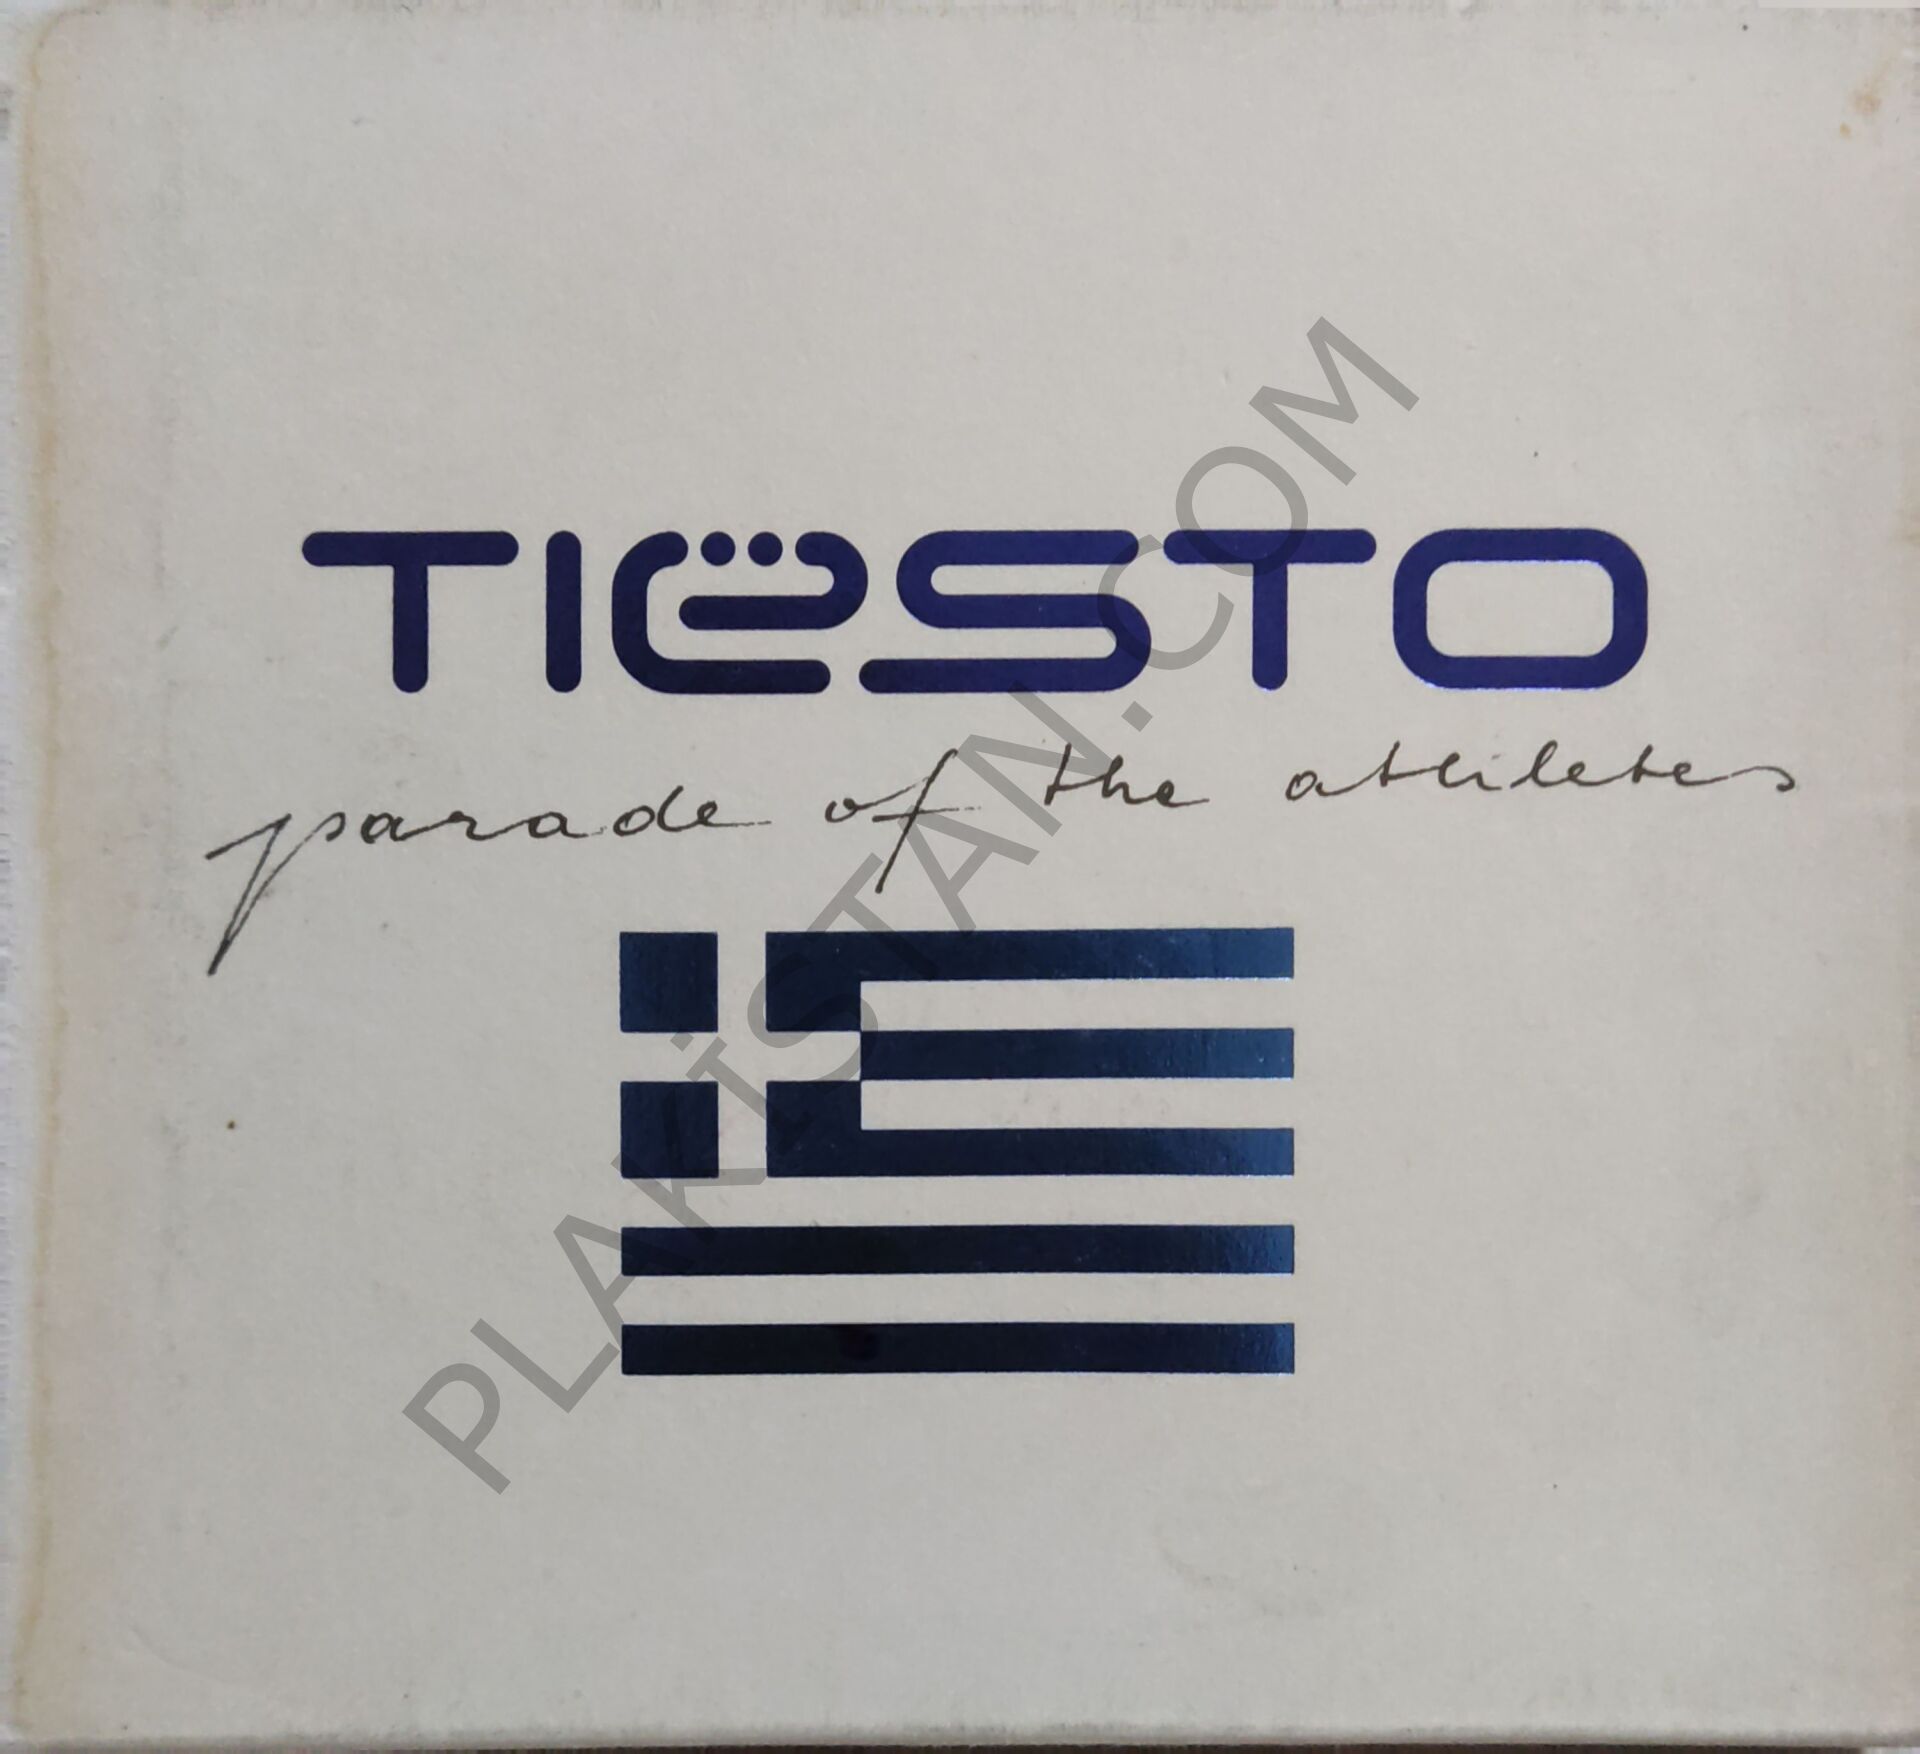 TIËSTO
parade of the athletes
PLAKİSTAN.COM